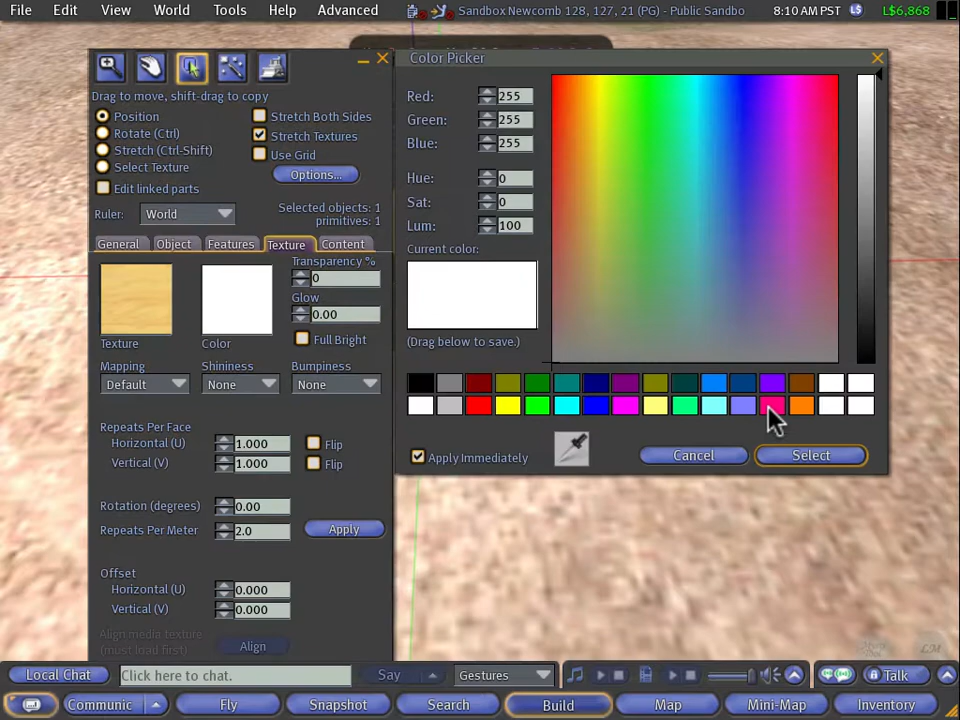 File Edit View World Tools Help Advanced Sandbox Newcomb 128, 127, 21 (PG) - Public Sandbo 8:10 AM PST L$ L$6,868
Color Picker
Drag to move, shift-drag to copy
Position
Rotate (Ctrl)
Stretch (Ctrl-Shift)
Select Texture
Edit linked parts
Stretch Both Sides
Stretch Textures
Use Grid
Options...
Ruler: World
Selected objects: 1
primitives: 1
General Object Features Texture Content
Texture
Color
Transparency %
0
Glow
0.00
Full Bright
Mapping
Default
Shininess
None
Bumpiness
None
Repeats Per Face
Horizontal (U) 1.000 Flip
Vertical (V) 1.000 Flip
Rotation (degrees) 0.00
Repeats Per Meter 2.0 Apply
Offset
Horizontal (U) 0.000
Vertical (V) 0.000
Align media texture
(must load first) Align
Red: 255
Green: 255
Blue: 255
Hue: 0
Sat: 0
Lum: 100
Current color:
(Drag below to save.)
Apply Immediately
Cancel Select
Local Chat Click here to chat. Say Gestures Talk
Communic Fly Snapshot Search Build Map Mini-Map Inventory